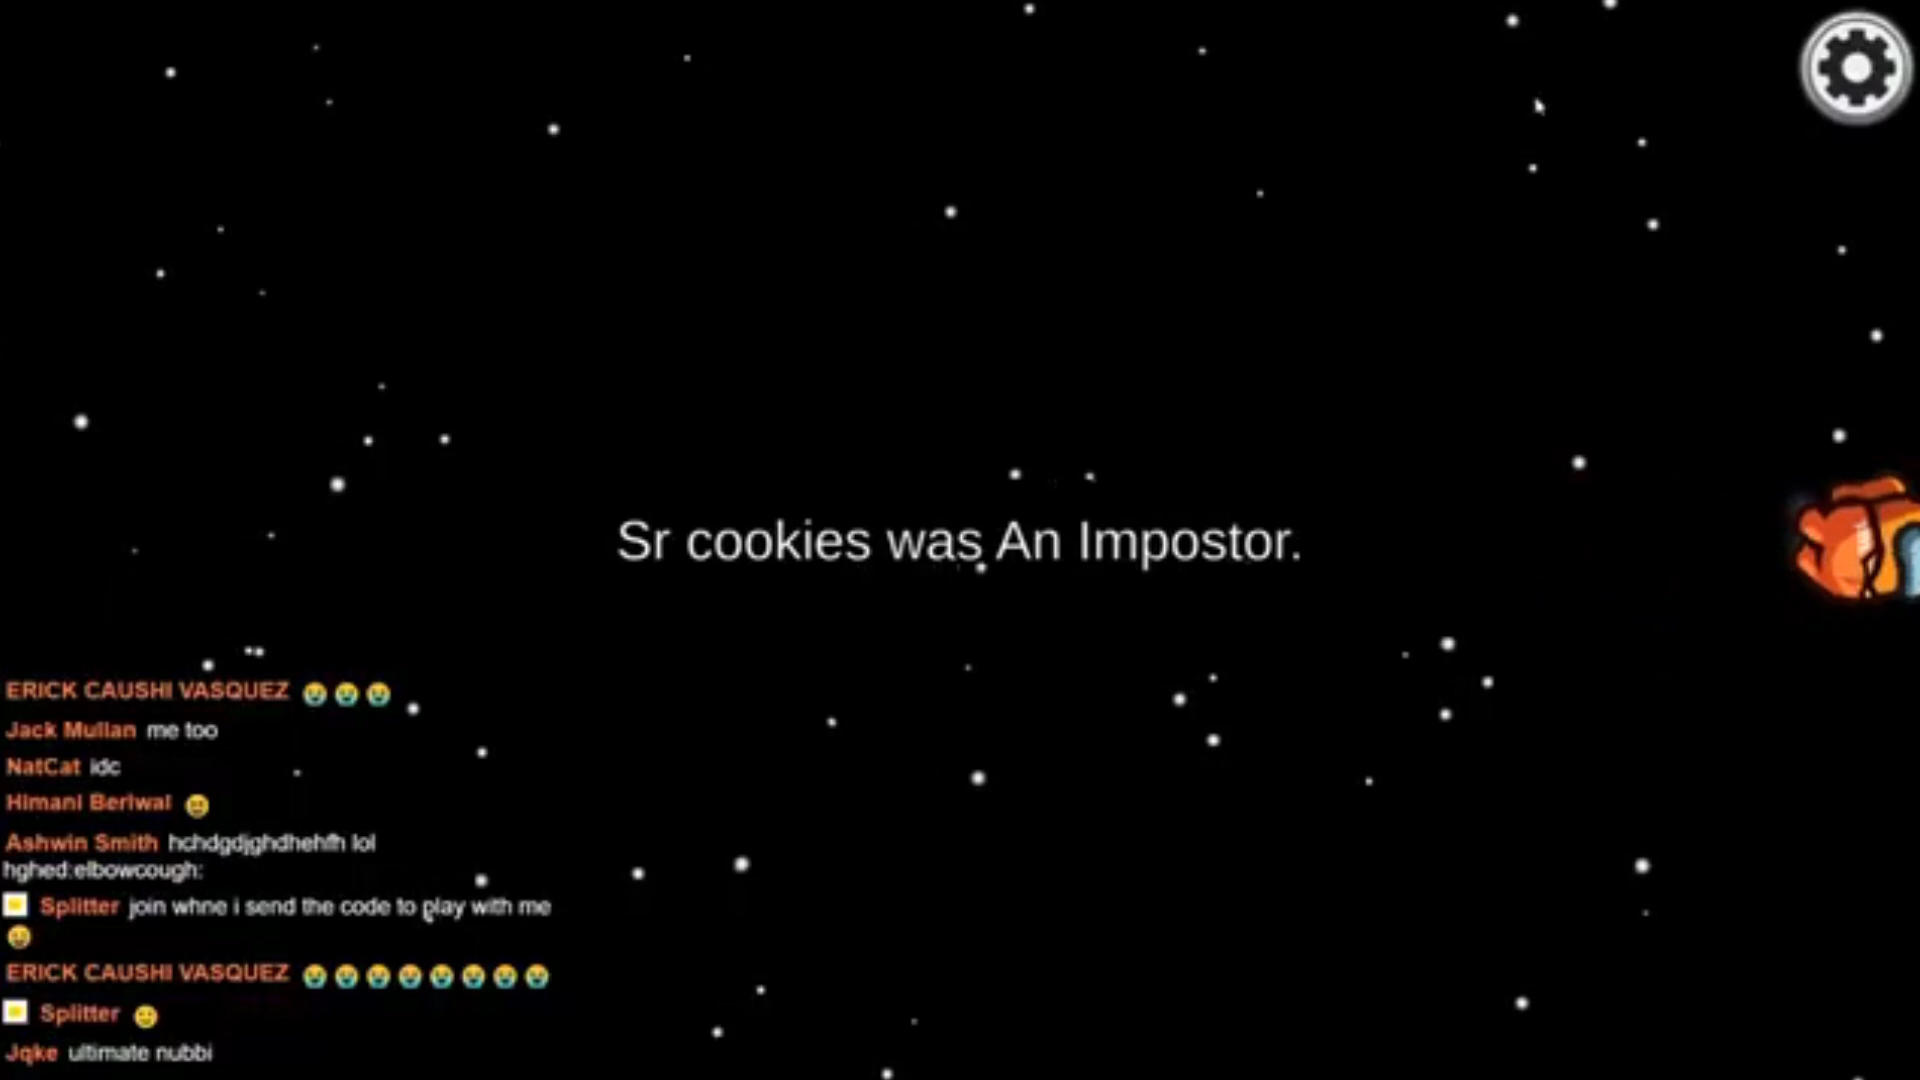 Sr cookies was An Impostor.
ERICK CAUSHI VASQUEZ 😭😭😭
Jack Mullan me too
NatCat idc
Himani Beriwal
Ashwin Smith hchdgdjghdhehfh lol
hghed:elbowcough:
Splitter join whne i send the code to play with me
ERICK CAUSHI VASQUEZ 😭😭😭😭😭😭😭😭
Splitter
Jqke ultimate nubbi